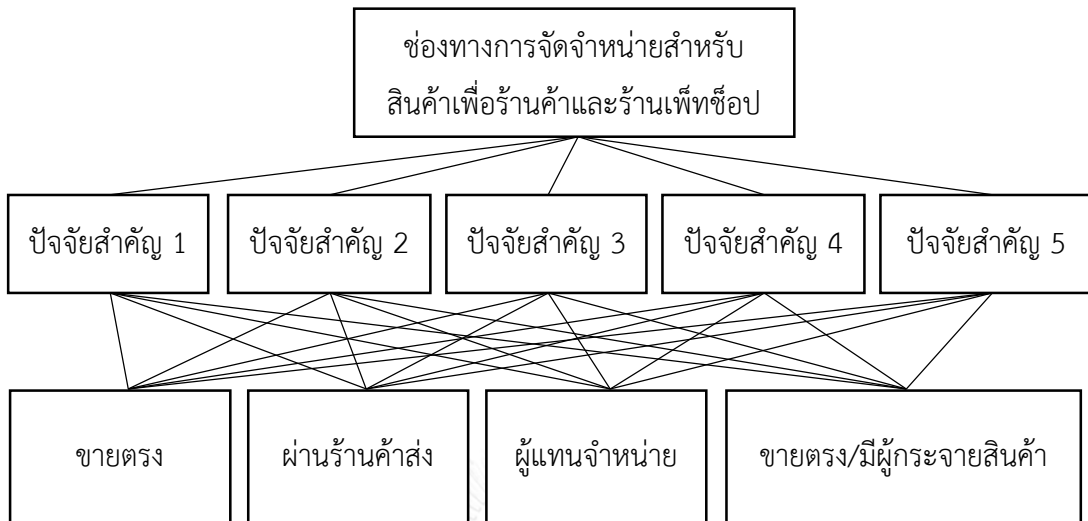 ช่องทางการจัดจำหน่ายสำหรับ
สินค้าเพื่อร้านค้าและร้านเพ็ทช็อป
ปัจจัยสำคัญ 1
ปัจจัยสำคัญ 2
ปัจจัยสำคัญ 3
ปัจจัยสำคัญ 4
ปัจจัยสำคัญ 5
ขายตรง
ผ่านร้านค้าส่ง
ผู้แทนจำหน่าย
ขายตรง/มีผู้กระจายสินค้า